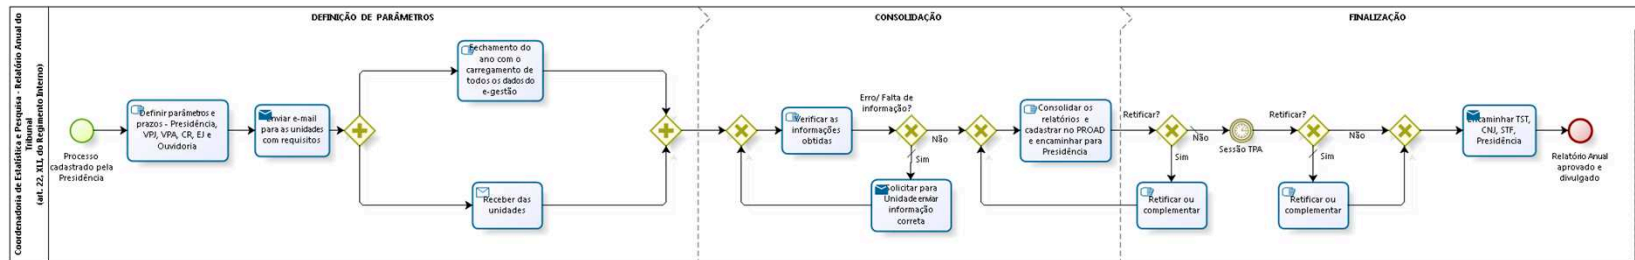 Coordenadoria de Estatística e Pesquisa - Relatório Anual do
Tribunal
(art. 22, XLI, do Regimento Interno)
DEFINIÇÃO DE PARÂMETROS
Processo
cadastrado pela
Presidência
Definir parâmetros e
prazos - Presidência,
VPJ, VPA, CR, EJ e
Ouvidoria
Enviar e-mail
para as unidades
com requisitos
Fechamento do
ano com o
carregamento de
todos os dados do
e-gestão
Receber das
unidades
CONSOLIDAÇÃO
Verificar as
informações
obtidas
Erro/ Falta de
informação?
Não
Sim
Solicitar para
Unidade enviar
informação
correta
Consolidar os
relatórios e
cadastrar no PROAD
e encaminhar para
Presidência
FINALIZAÇÃO
Retificar?
Não
Sim
Retificar ou
complementar
Sessão TPA
Retificar?
Não
Sim
Retificar ou
complementar
Encaminhar TST,
CNJ, STF,
Presidência
Relatório Anual
aprovado e
divulgado